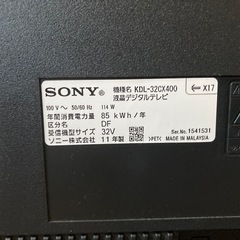 SONY
機種名 KDL-32CX400
液晶デジタルテレビ
X17
100 V～ 50/60 Hz 114 W
年間消費電力量 85 kWh/年
区分名 DF
受信機型サイズ 32V
ソニー株式会社 11年製
>PET<
Ser.No. 1541531
MADE IN MALAYSIA